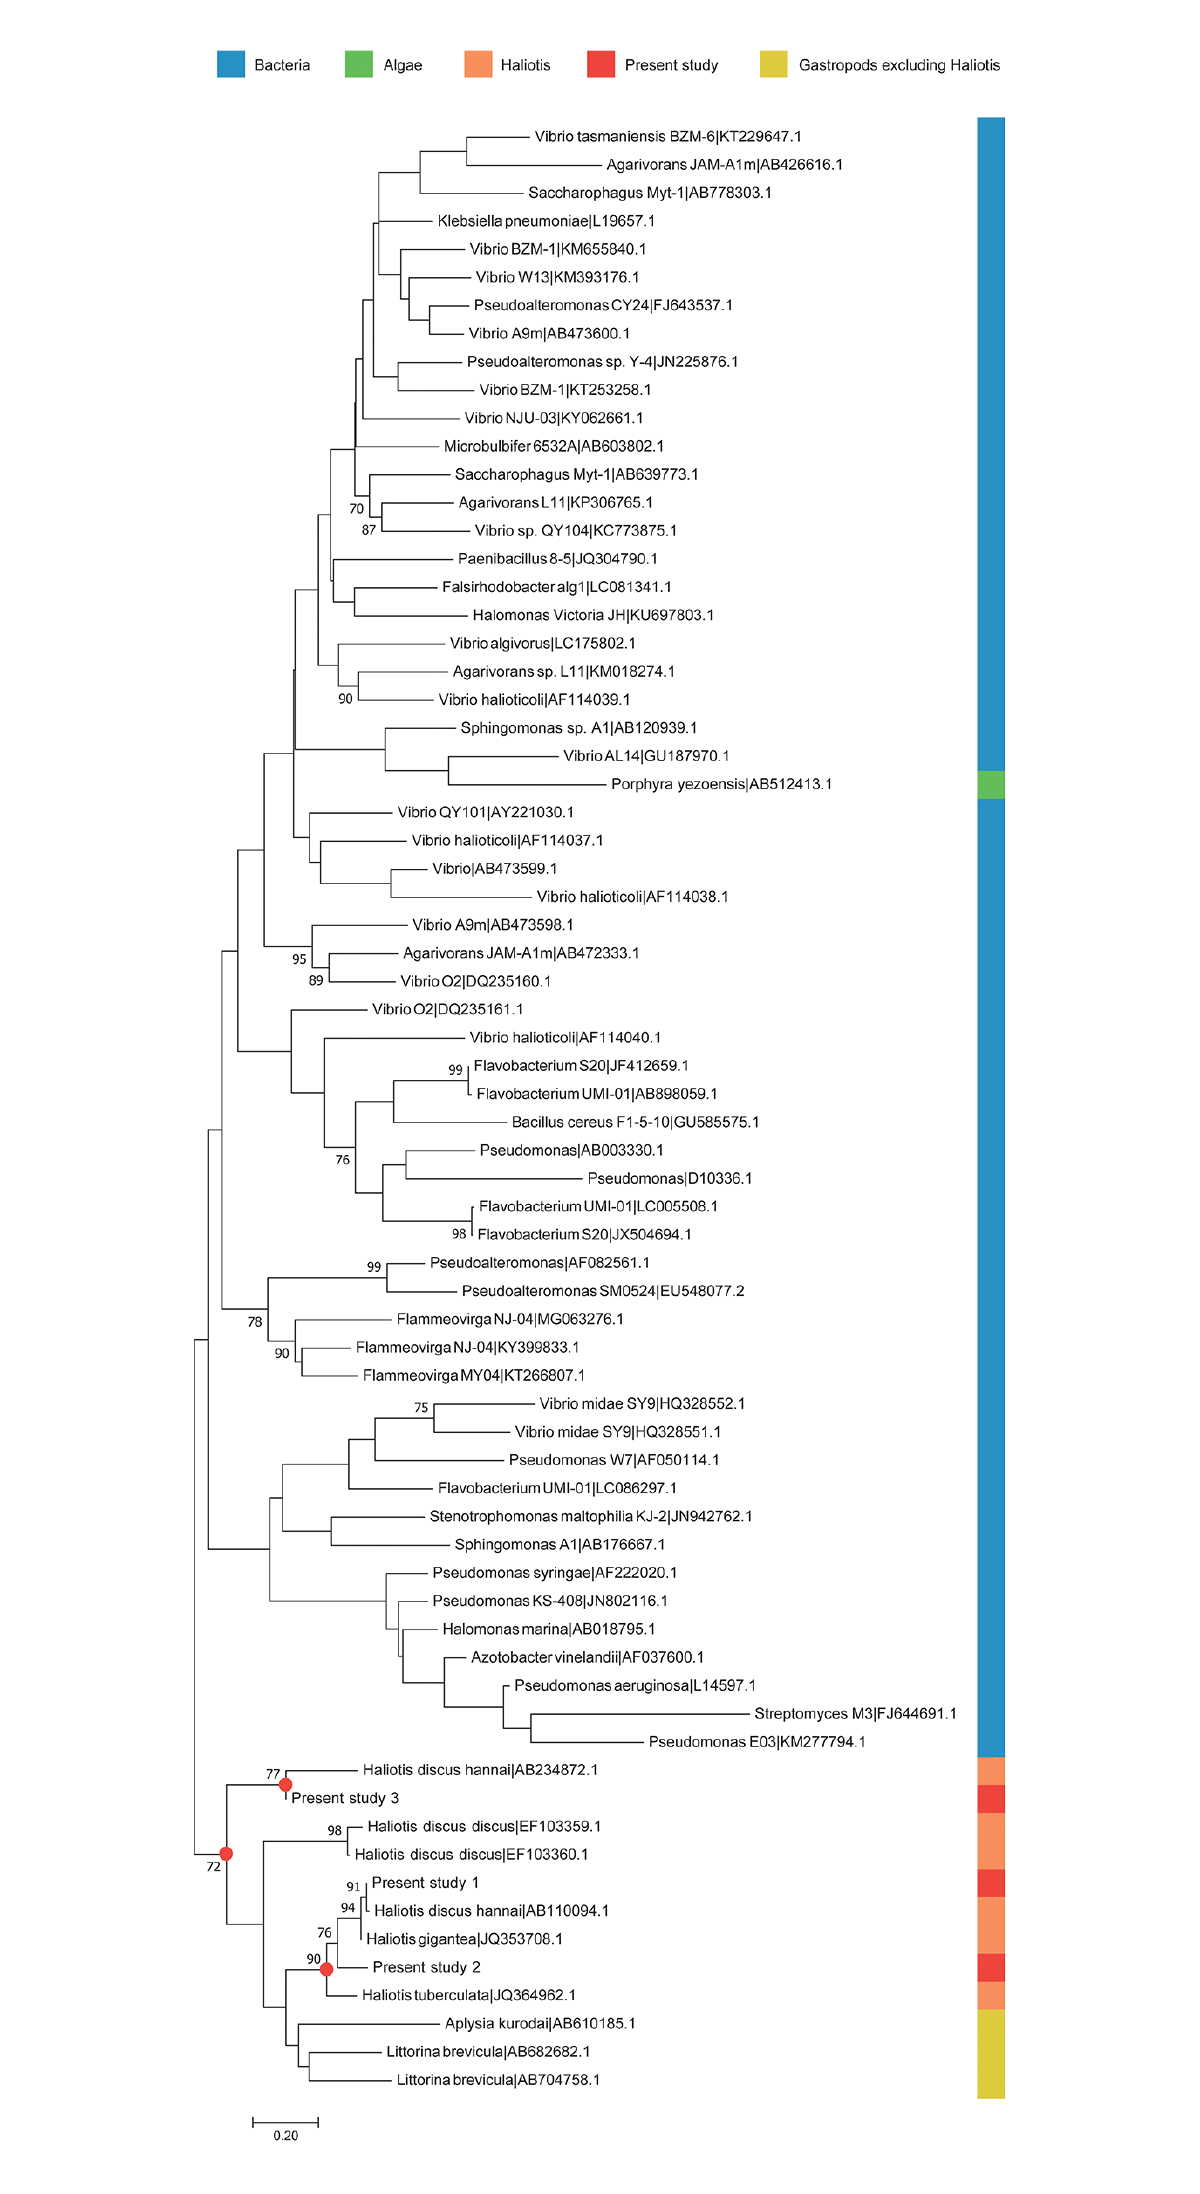 Bacteria Algae Haliotis Present study Gastropods excluding Haliotis
Vibrio tasmaniensis BZM-6|KT229647.1
Agarivorans JAM-A1m|AB426616.1
Saccharophagus Myt-1|AB778303.1
Klebsiella pneumoniae|L19657.1
Vibrio BZM-1|KM655840.1
Vibrio W13|KM393176.1
Pseudoalteromonas CY24|FJ643537.1
Vibrio A9m|AB473600.1
Pseudoalteromonas sp. Y-4|JN225876.1
Vibrio BZM-1|KT253258.1
Vibrio NJU-03|KY062661.1
Microbulbifer 6532A|AB603802.1
Saccharophagus Myt-1|AB639773.1
70
Agarivorans L11|KP306765.1
87
Vibrio sp. QY104|KC773875.1
Paenibacillus 8-5|JQ304790.1
Falsirhodobacter alg1|LC081341.1
Halomonas Victoria JH|KU697803.1
Vibrio algivorus|LC175802.1
Agarivorans sp. L11|KM018274.1
90
Vibrio halioticoli|AF114039.1
Sphingomonas sp. A1|AB120939.1
Vibrio AL14|GU187970.1
Porphyra yezoensis|AB512413.1
Vibrio QY101|AY221030.1
Vibrio halioticoli|AF114037.1
Vibrio|AB473599.1
Vibrio halioticoli|AF114038.1
Vibrio A9m|AB473598.1
95
Agarivorans JAM-A1m|AB472333.1
89
Vibrio O2|DQ235160.1
Vibrio O2|DQ235161.1
Vibrio halioticoli|AF114040.1
99
Flavobacterium S20|JF412659.1
Flavobacterium UMI-01|AB898059.1
Bacillus cereus F1-5-10|GU585575.1
76
Pseudomonas|AB003330.1
Pseudomonas|D10336.1
Flavobacterium UMI-01|LC005508.1
98
Flavobacterium S20|JX504694.1
99
Pseudoalteromonas|AF082561.1
Pseudoalteromonas SM0524|EU548077.2
78
Flammeovirga NJ-04|MG063276.1
90
Flammeovirga NJ-04|KY399833.1
Flammeovirga MY04|KT266807.1
75
Vibrio midae SY9|HQ328552.1
Vibrio midae SY9|HQ328551.1
Pseudomonas W7|AF050114.1
Flavobacterium UMI-01|LC086297.1
Stenotrophomonas maltophilia KJ-2|JN942762.1
Sphingomonas A1|AB176667.1
Pseudomonas syringae|AF222020.1
Pseudomonas KS-408|JN802116.1
Halomonas marina|AB018795.1
Azotobacter vinelandii|AF037600.1
Pseudomonas aeruginosa|L14597.1
Streptomyces M3|FJ644691.1
Pseudomonas E03|KM277794.1
77
Haliotis discus hannai|AB234872.1
Present study 3
98
Haliotis discus discus|EF103359.1
Haliotis discus discus|EF103360.1
72
91
Present study 1
94
Haliotis discus hannai|AB110094.1
76
Haliotis gigantea|JQ353708.1
90
Present study 2
Haliotis tuberculata|JQ364962.1
Aplysia kurodai|AB610185.1
Littorina brevicula|AB682682.1
Littorina brevicula|AB704758.1
0.20